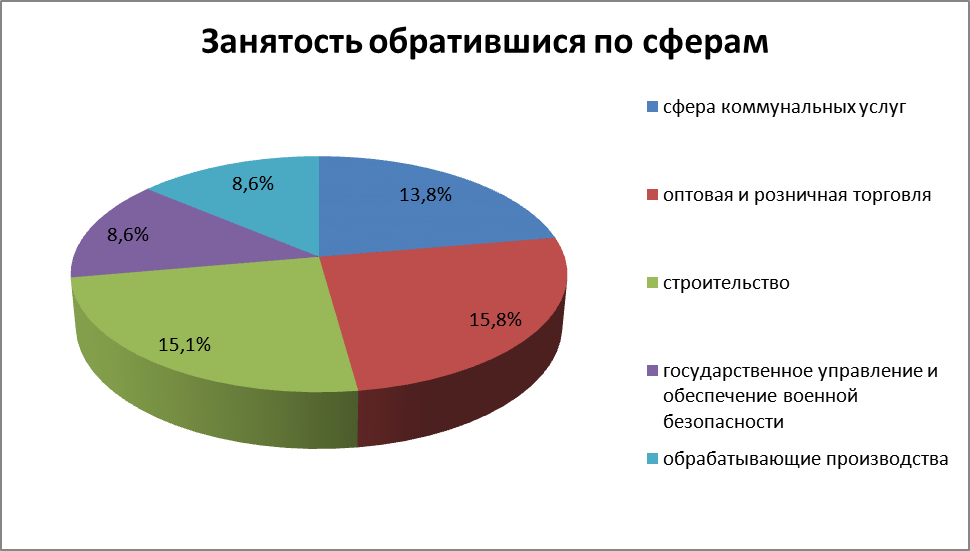 Занятость обратившися по сферам
сфера коммунальных услуг
8,6%
13,8%
оптовая и розничная торговля
8,6%
строительство
15,8%
15,1%
государственное управление и
обеспечение военной
безопасности
обрабатывающие производства